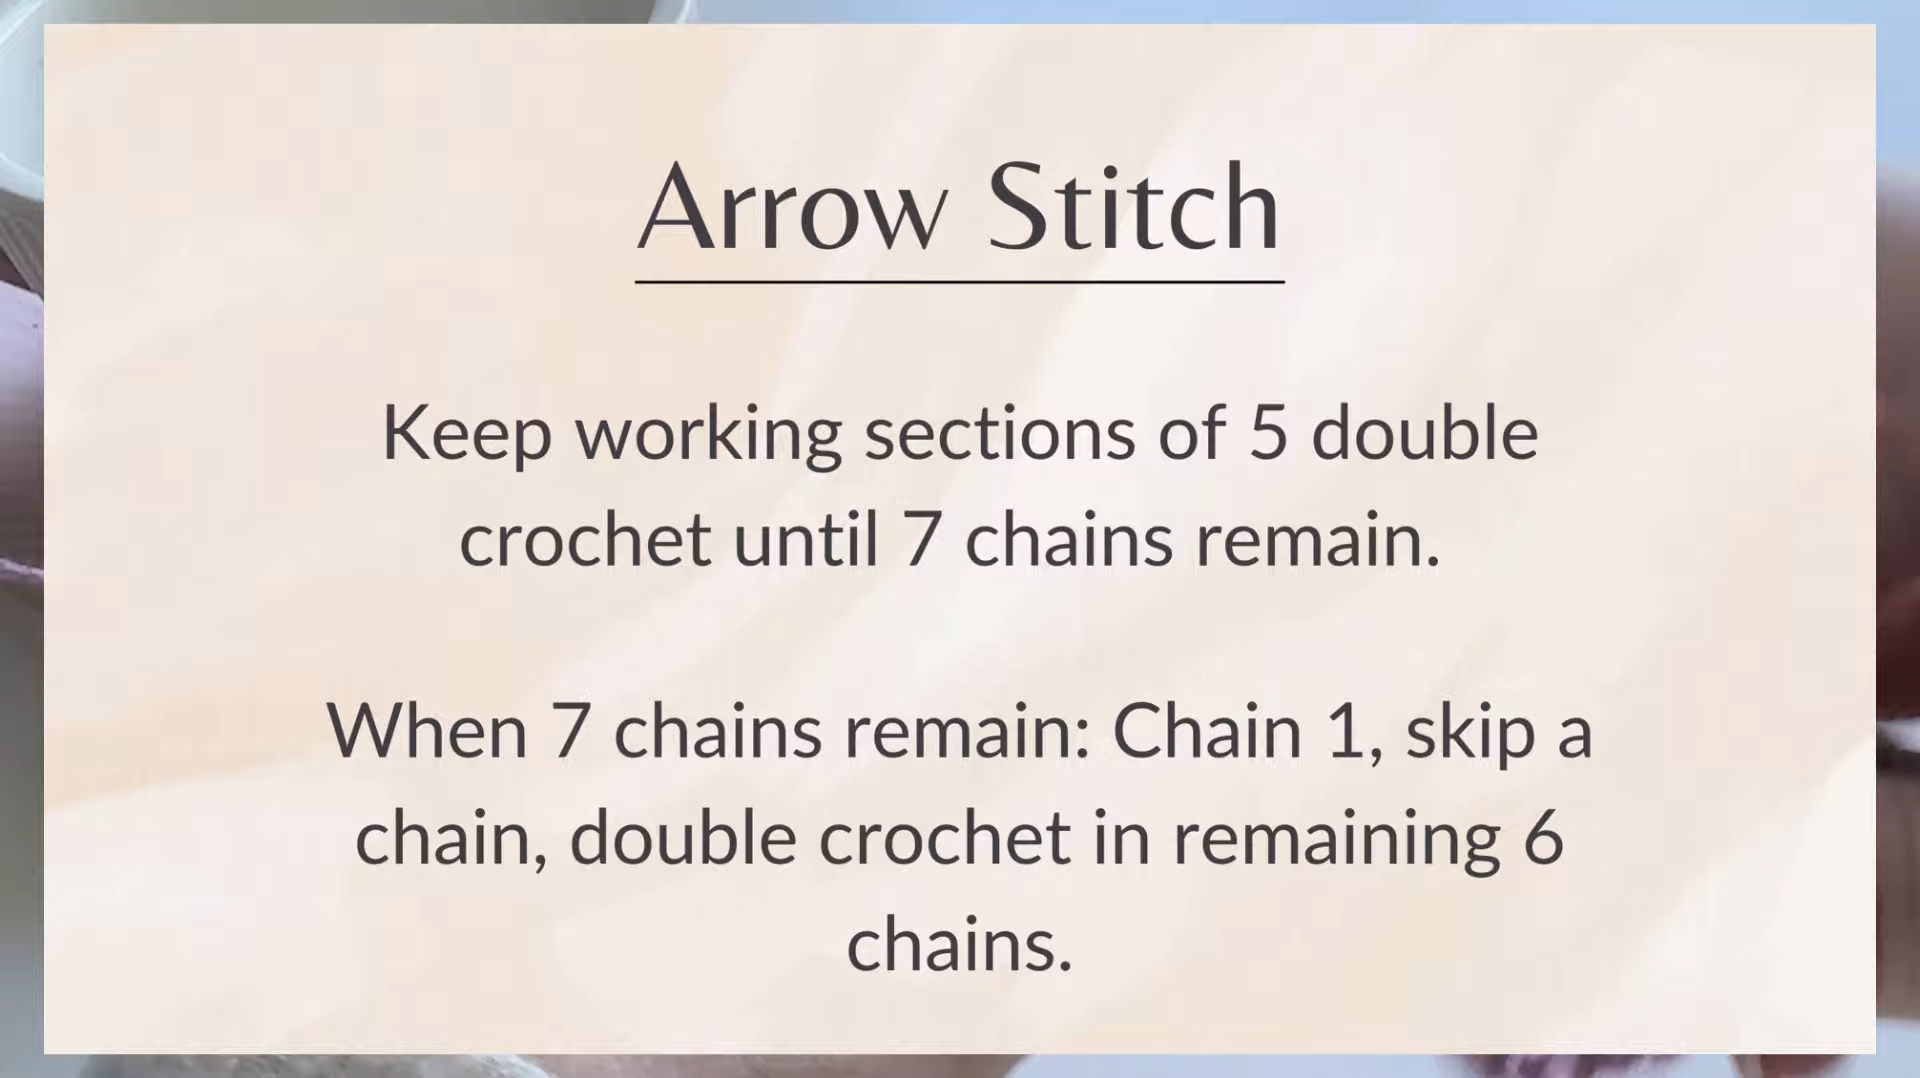 Arrow Stitch
Keep working sections of 5 double
crochet until 7 chains remain.
When 7 chains remain: Chain 1, skip a
chain, double crochet in remaining 6
chains.